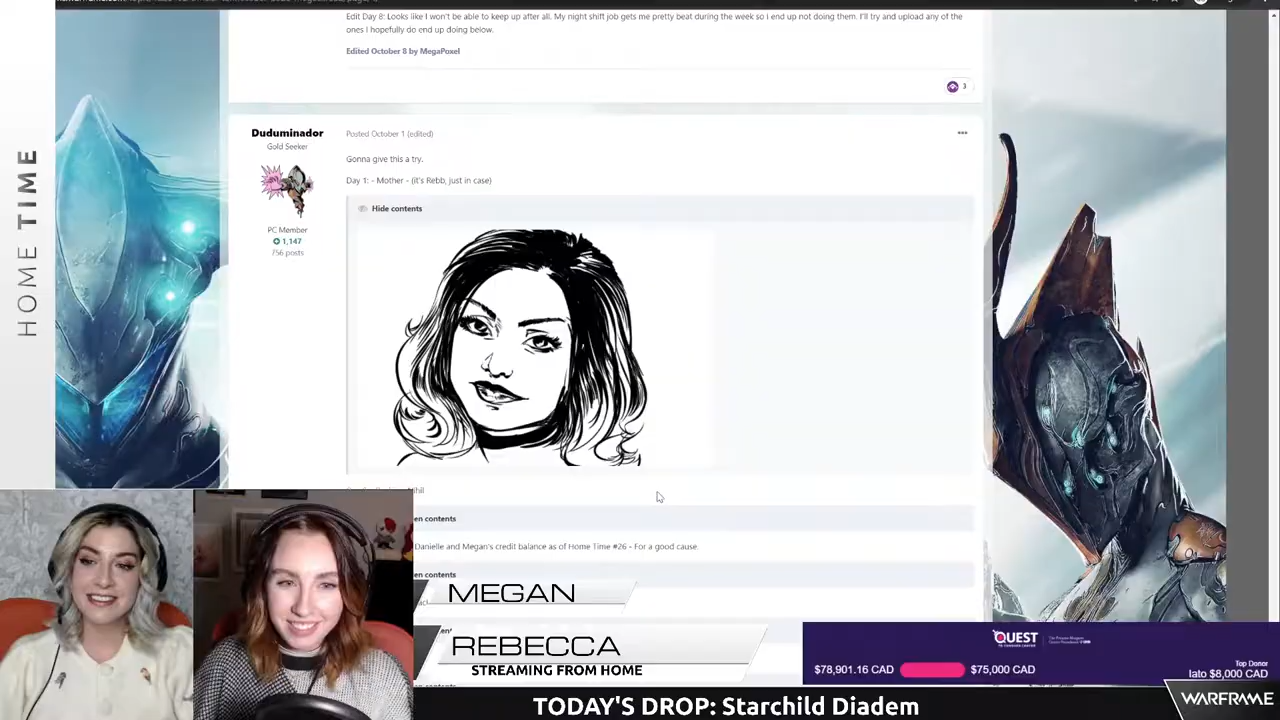 Edit Day 8: Looks like I won't be able to keep up after all. My night shift job gets me pretty beat during the week so i end up not doing them. I'll try and upload any of the
ones I hopefully do end up doing below.
Edited October 8 by MegaPoxel
3
Duduminador
Gold Seeker
PC Member
1,147
756 posts
Posted October 1 (edited)
Gonna give this a try.
Day 1: - Mother - (it's Rebb, just in case)
Hide contents
en contents
Danielle and Megan's credit balance as of Home Time #26 - For a good cause.
en contents
HOME TIME
MEGAN
REBECCA
STREAMING FROM HOME
QUEST
$78,901.16 CAD
$75,000 CAD
Top Donor
Iato $8,000 CAD
TODAY'S DROP: Starchild Diadem
WARFRAME